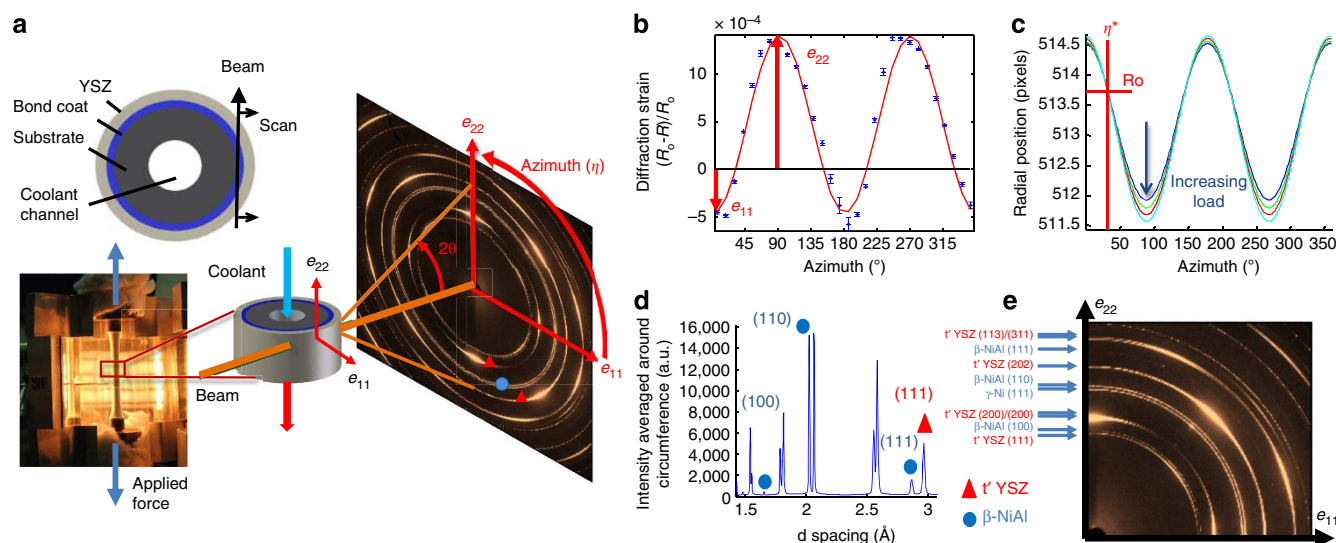 a
YSZ
Bond coat
Substrate
Coolant
channel
Beam
Scan
Coolant
e22
e11
Beam
Applied
force
e22
Azimuth (η)
2θ
e11
b
× 10−4
Diffraction strain
(Ro-R)/Ro
10
5
0
−5
e22
e11
45 90 135 180 225 270 315
Azimuth (°)
c
η*
Ro
Radial position (pixels)
514.5
514
513.5
513
512.5
512
511.5
Increasing
load
50 100 150 200 250 300 350
Azimuth (°)
d
Intensity averaged around
circumference (a.u.)
16,000
14,000
12,000
10,000
8,000
6,000
4,000
2,000
0
(110)
(100)
(111)
(111)
1.5 2 2.5 3
d spacing (Å)
t′ YSZ
β-NiAl
e
e22
t′ YSZ (113)/(311)
β-NiAl (111)
t′ YSZ (202)
β-NiAl (110)
γ-Ni (111)
t′ YSZ (200)/(200)
β-NiAl (100)
t′ YSZ (111)
e11